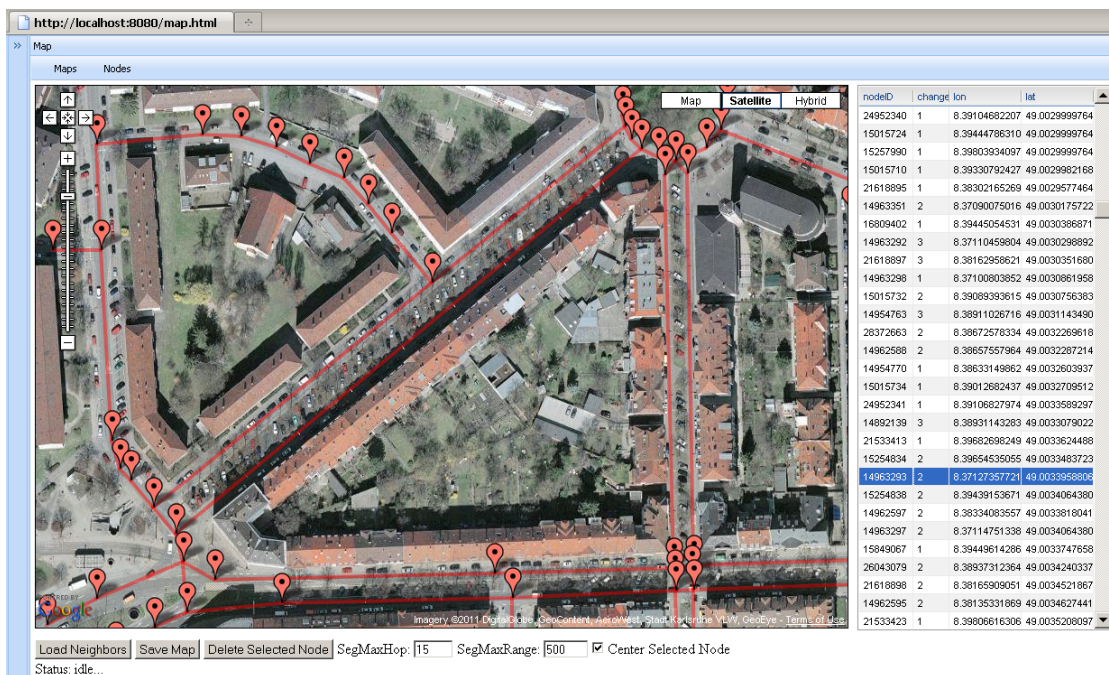 http://localhost:8080/map.html
Map
Maps Nodes
Map Satellite Hybrid
nodeID change lon lat
24952340 1 8.39104682207 49.0029999764
15015724 1 8.39444786310 49.0029999764
15257990 1 8.39803934097 49.0029999764
15015710 1 8.39330792427 49.0029982168
21618895 1 8.38302165269 49.0029577464
14963351 2 8.37090075016 49.0030175722
16809402 1 8.39445054531 49.0030386871
14963292 3 8.37110459804 49.0030298892
21618897 3 8.38162958621 49.0030351680
14963298 1 8.37100803852 49.0030861958
15015732 2 8.39089393615 49.0030756383
14954763 3 8.38911026716 49.0031143490
28372663 2 8.38672578334 49.0032269618
14962588 2 8.38657557964 49.0032287214
14954770 1 8.38633149862 49.0032603937
15015734 1 8.39012682437 49.0032709512
24952341 1 8.39106827974 49.0033589297
14892139 3 8.38931143283 49.0033079022
21533413 1 8.39682698249 49.0033624488
15254834 2 8.39654535055 49.0033483723
14963293 2 8.37127357721 49.0033958806
15254838 2 8.39439153671 49.0034064380
14962597 2 8.38334083557 49.0033818041
14963297 2 8.37114751338 49.0034064380
15849067 1 8.39449614286 49.0033747658
26043079 2 8.38937312364 49.0034240337
21618898 2 8.38165909051 49.0034521867
14962595 2 8.38135331869 49.0034627441
21533423 1 8.39806616306 49.0035208097
POWERED BY
Google
Imagery ©2011 DigitalGlobe, GeoContent, AeroWest, Stadt Karlsruhe VLW, GeoEye - Terms of Use
Load Neighbors Save Map Delete Selected Node SegMaxHop: 15 SegMaxRange: 500 Center Selected Node
Status: idle...